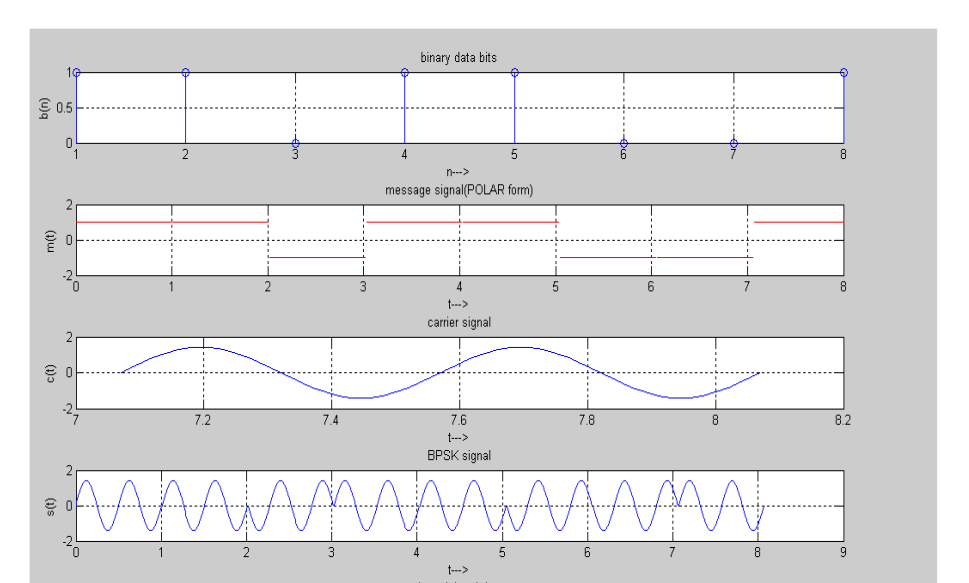 binary data bits
1
0.5
0
b(n)
1 2 3 4 5 6 7 8
n--->
message signal(POLAR form)
2
0
-2
m(t)
0 1 2 3 4 5 6 7 8
t--->
carrier signal
2
0
-2
c(t)
7 7.2 7.4 7.6 7.8 8 8.2
t--->
BPSK signal
2
0
-2
s(t)
0 1 2 3 4 5 6 7 8 9
t--->